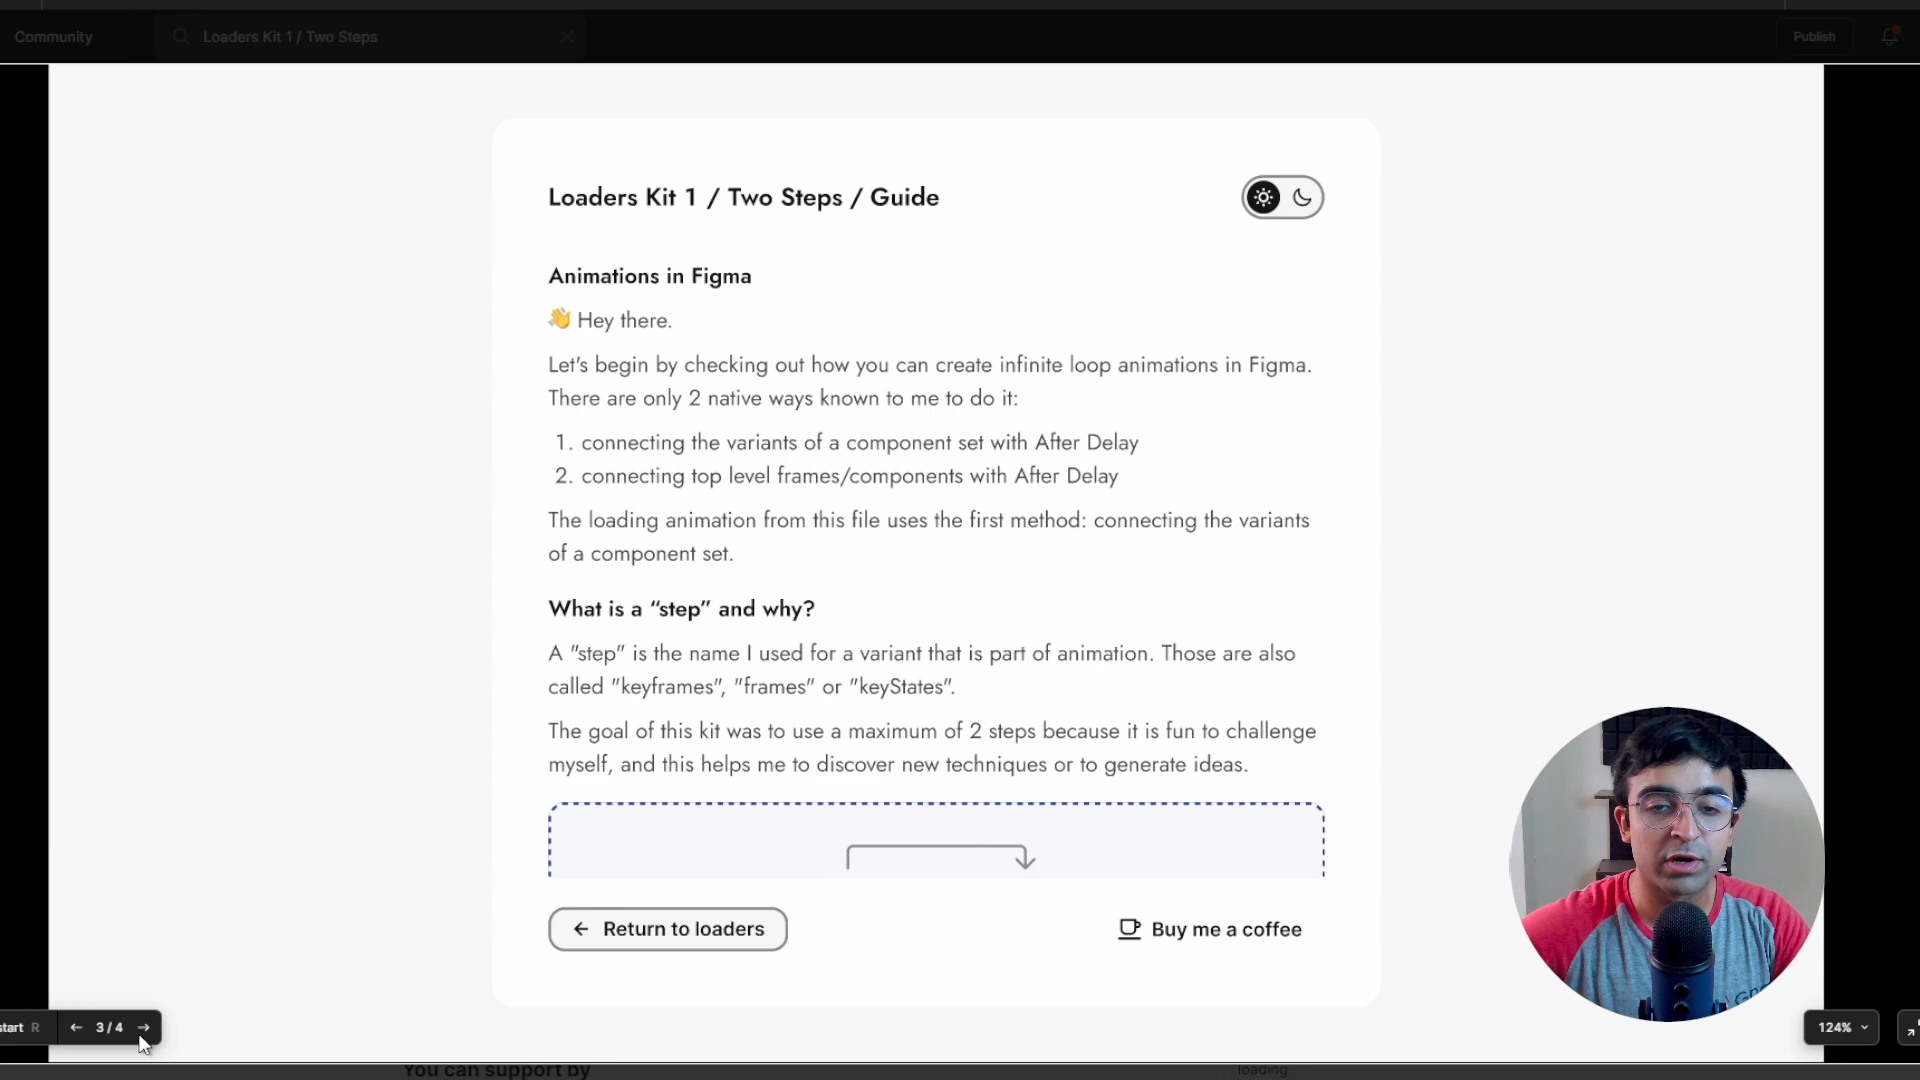 Community
Loaders Kit 1 / Two Steps
Publish
Loaders Kit 1 / Two Steps / Guide
Animations in Figma
👋 Hey there.
Let's begin by checking out how you can create infinite loop animations in Figma.
There are only 2 native ways known to me to do it:
1. connecting the variants of a component set with After Delay
2. connecting top level frames/components with After Delay
The loading animation from this file uses the first method: connecting the variants
of a component set.
What is a “step” and why?
A "step" is the name I used for a variant that is part of animation. Those are also
called "keyframes", "frames" or "keyStates".
The goal of this kit was to use a maximum of 2 steps because it is fun to challenge
myself, and this helps me to discover new techniques or to generate ideas.
← Return to loaders
Buy me a coffee
start R ← 3 / 4 →
124%
You can support by
loading